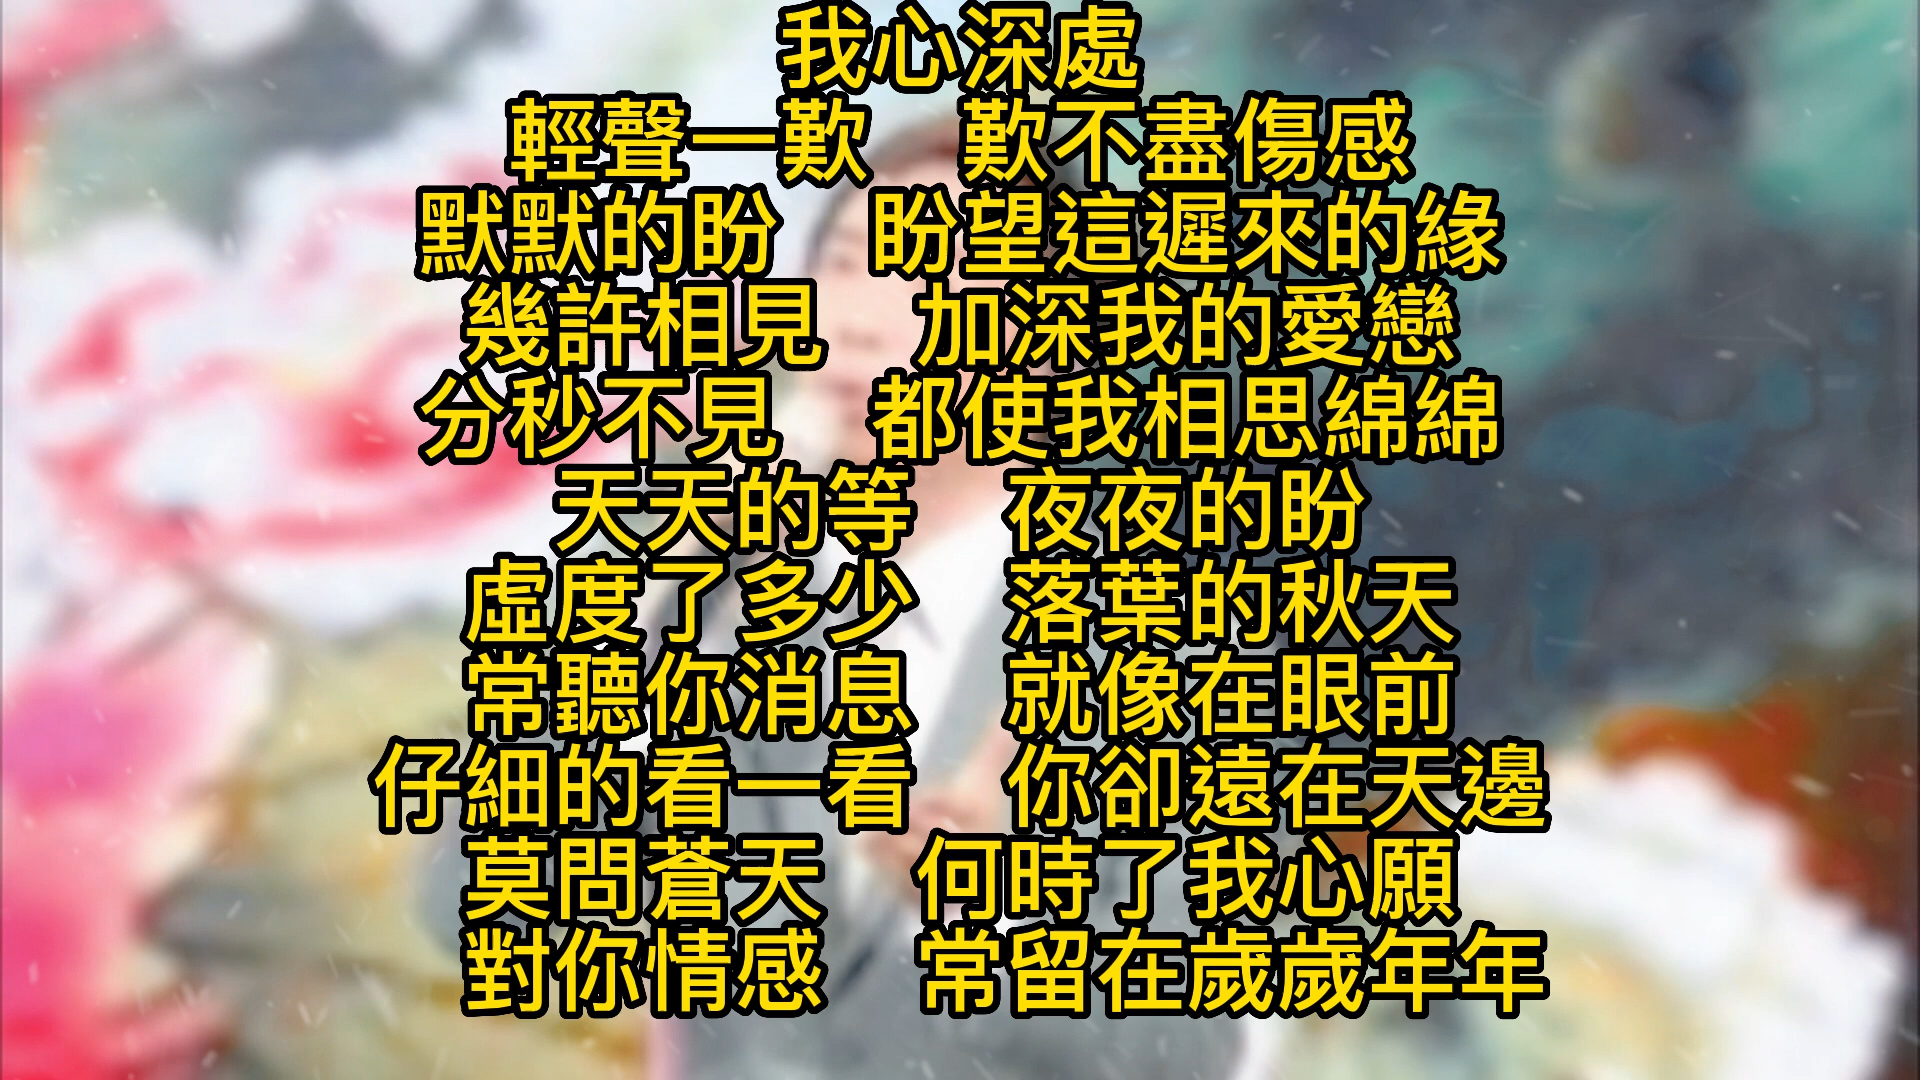 我心深處
輕聲一歎　歎不盡傷感
默默的盼　盼望這遲來的緣
幾許相見　加深我的愛戀
分秒不見　都使我相思綿綿
天天的等　夜夜的盼
虛度了多少　落葉的秋天
常聽你消息　就像在眼前
仔細的看一看　你卻遠在天邊
莫問蒼天　何時了我心願
對你情感　常留在歲歲年年